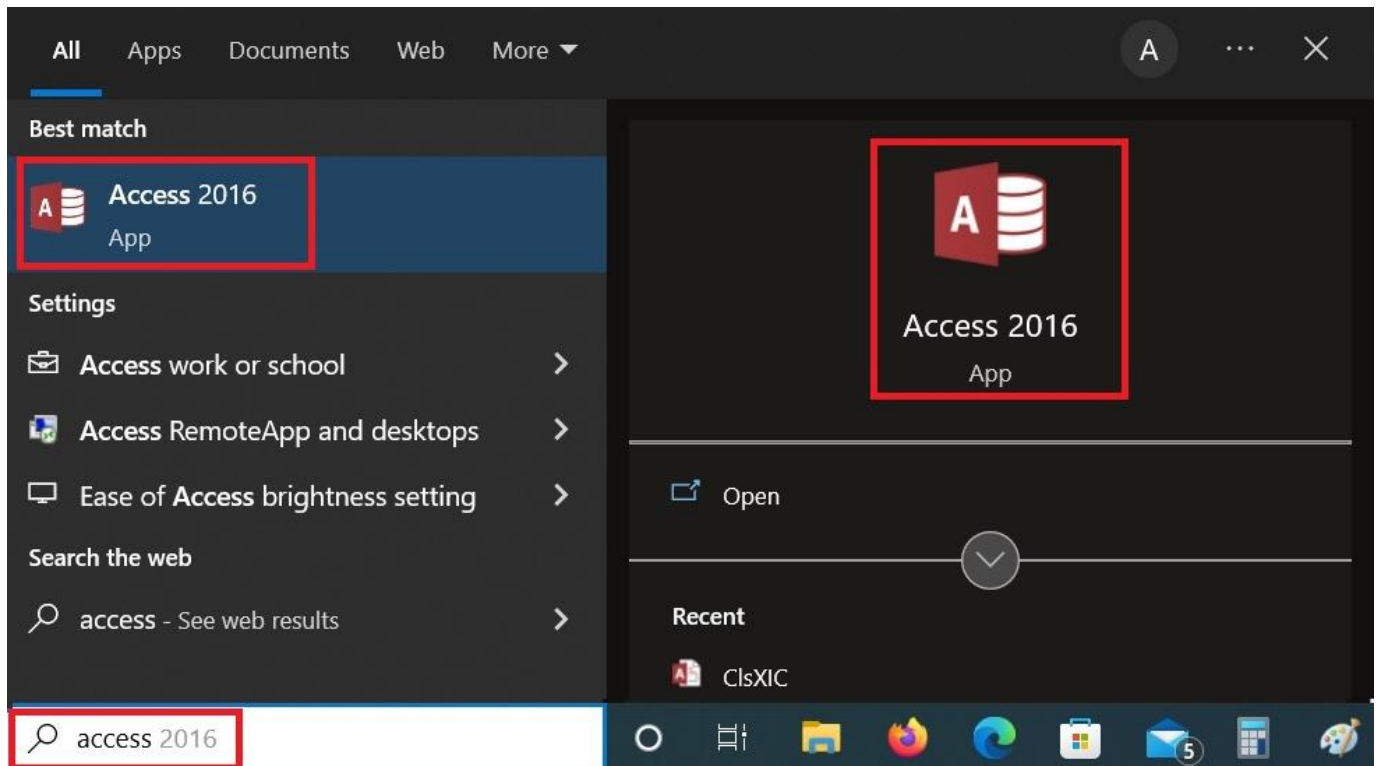 All Apps Documents Web More A ... 
Best match
A Access 2016
App
Settings
Access work or school
Access RemoteApp and desktops
Ease of Access brightness setting
Search the web
access - See web results
access 2016
A
Access 2016
App
Open
Recent
A ClsXIC
5